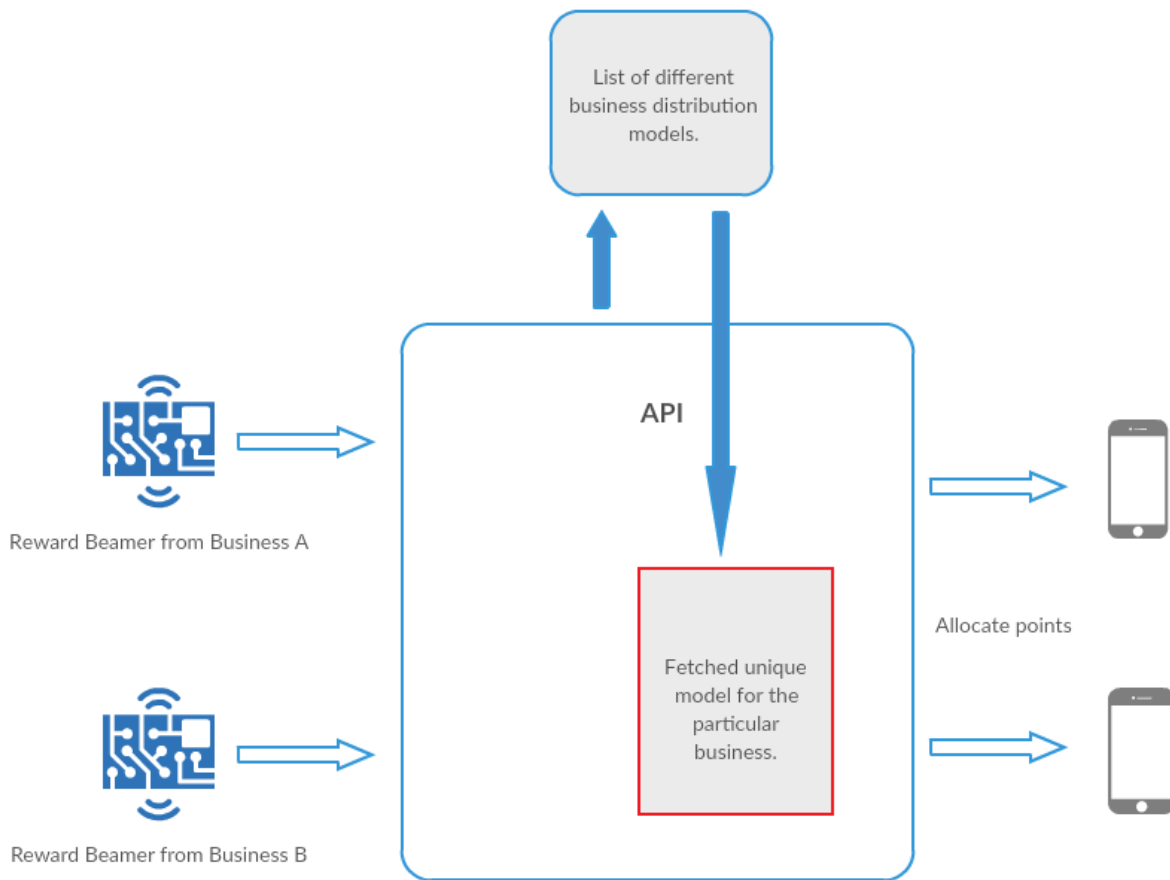 List of different
business distribution
models.
API
Reward Beamer from Business A
Allocate points
Fetched unique
model for the
particular
business.
Reward Beamer from Business B